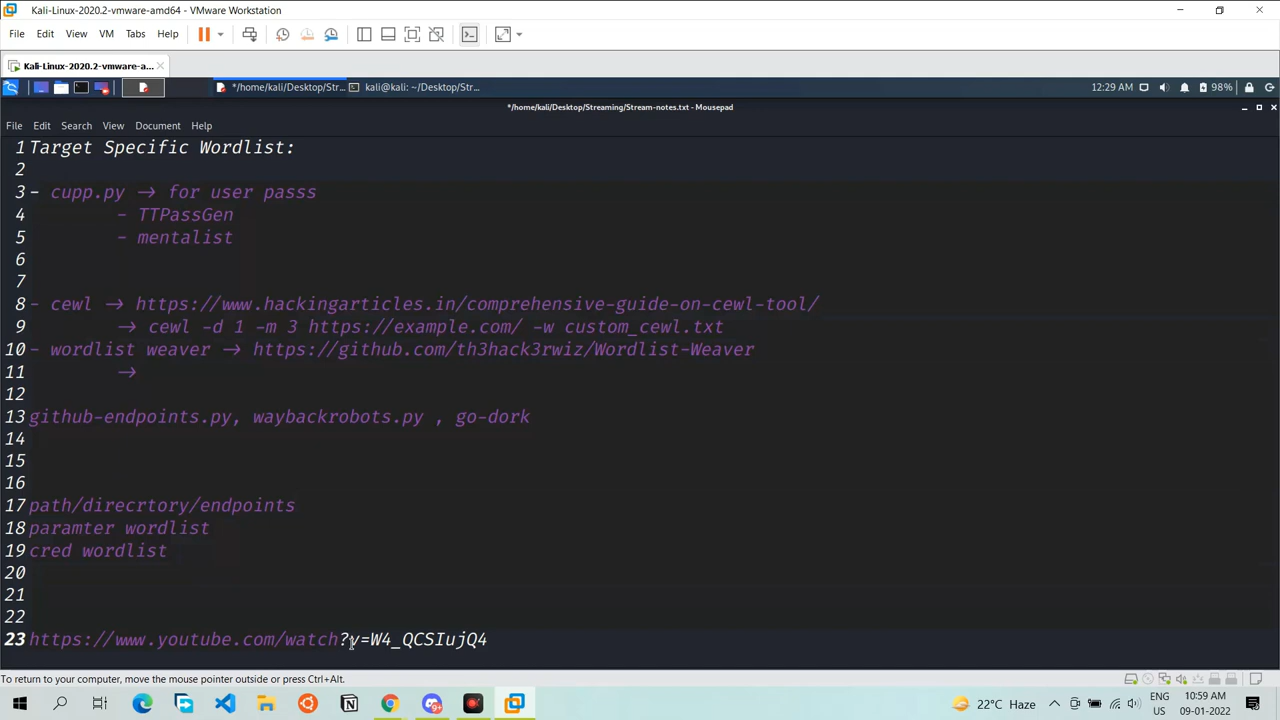 Kali-Linux-2020.2-vmware-amd64 - VMware Workstation
File Edit View VM Tabs Help
Kali-Linux-2020.2-vmware-a...
*/home/kali/Desktop/Str... kali@kali: ~/Desktop/Str... 12:29 AM 98%
*/home/kali/Desktop/Streaming/Stream-notes.txt - Mousepad
File Edit Search View Document Help
1 Target Specific Wordlist:
2
3 - cupp.py -> for user passs
4 - TTPassGen
5 - mentalist
6
7
8 - cewl -> https://www.hackingarticles.in/comprehensive-guide-on-cewl-tool/
9 -> cewl -d 1 -m 3 https://example.com/ -w custom_cewl.txt
10 - wordlist weaver -> https://github.com/th3hack3rwiz/Wordlist-Weaver
11 ->
12
13 github-endpoints.py, waybackrobots.py , go-dork
14
15
16
17 path/direcrtory/endpoints
18 paramter wordlist
19 cred wordlist
20
21
22
23 https://www.youtube.com/watch?v=W4_QCSIujQ4
To return to your computer, move the mouse pointer outside or press Ctrl+Alt.
9+
22°C Haze ENG US 10:59 AM 09-01-2022